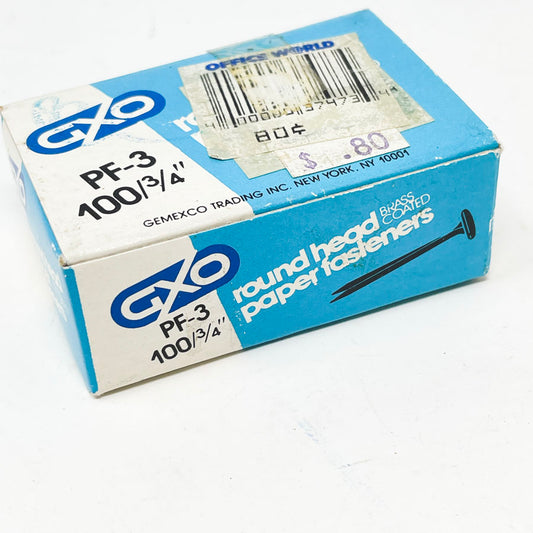 OFFICE WORLD
80¢
$ .80
GXO
PF-3
100/3/4"
GEMEXCO TRADING INC. NEW YORK, NY 10001
GXO
PF-3
100/3/4"
round head
paper fasteners
BRASS
COATED